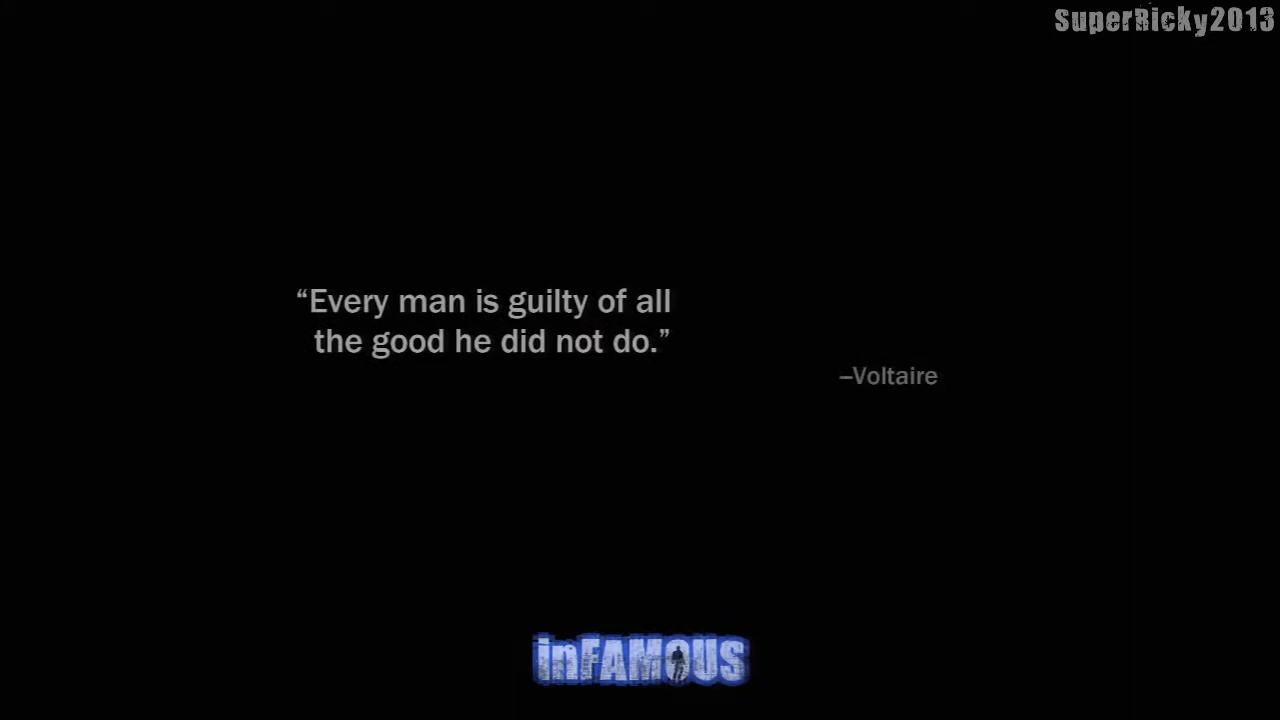 SuperRicky2013
“Every man is guilty of all
the good he did not do.”
–Voltaire
inFAMOUS